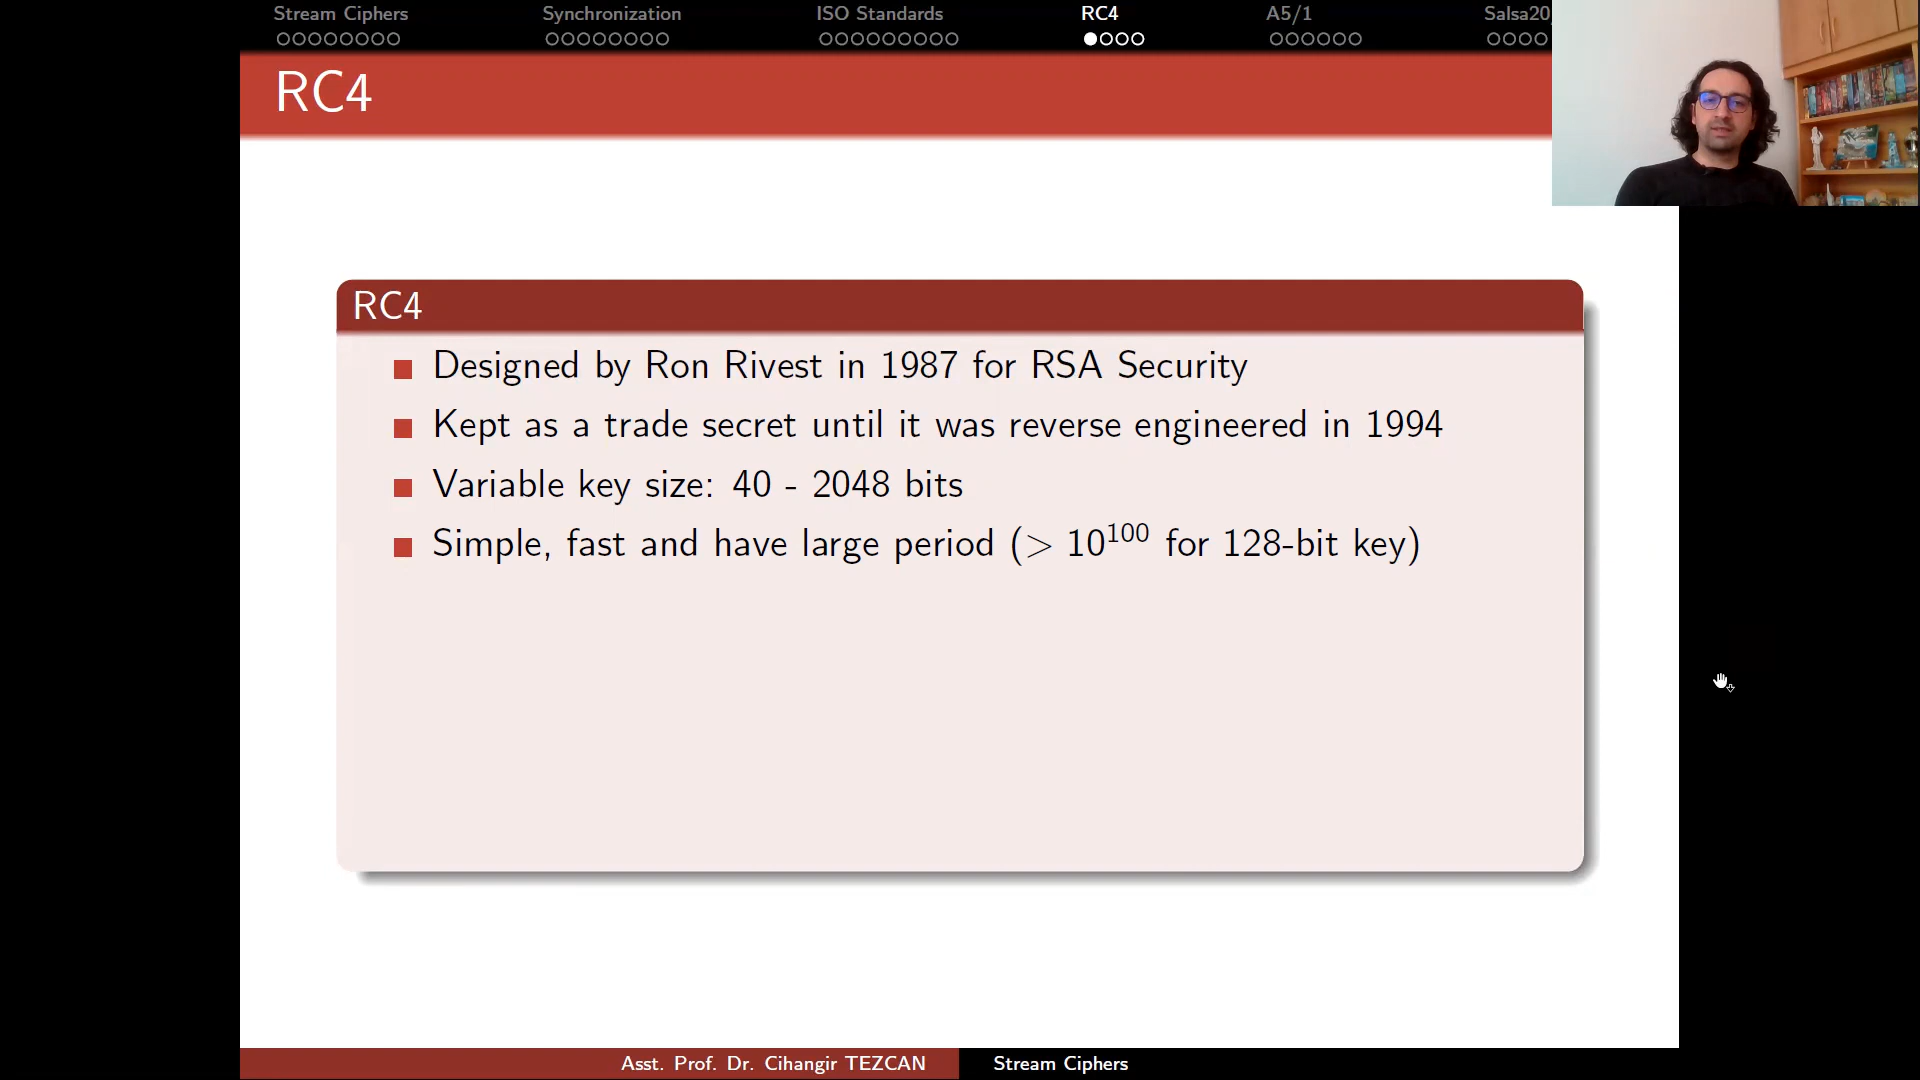 Stream Ciphers
Synchronization
ISO Standards
RC4
A5/1
Salsa20
RC4
RC4
Designed by Ron Rivest in 1987 for RSA Security
Kept as a trade secret until it was reverse engineered in 1994
Variable key size: 40 - 2048 bits
Simple, fast and have large period (> 10^100 for 128-bit key)
Asst. Prof. Dr. Cihangir TEZCAN
Stream Ciphers